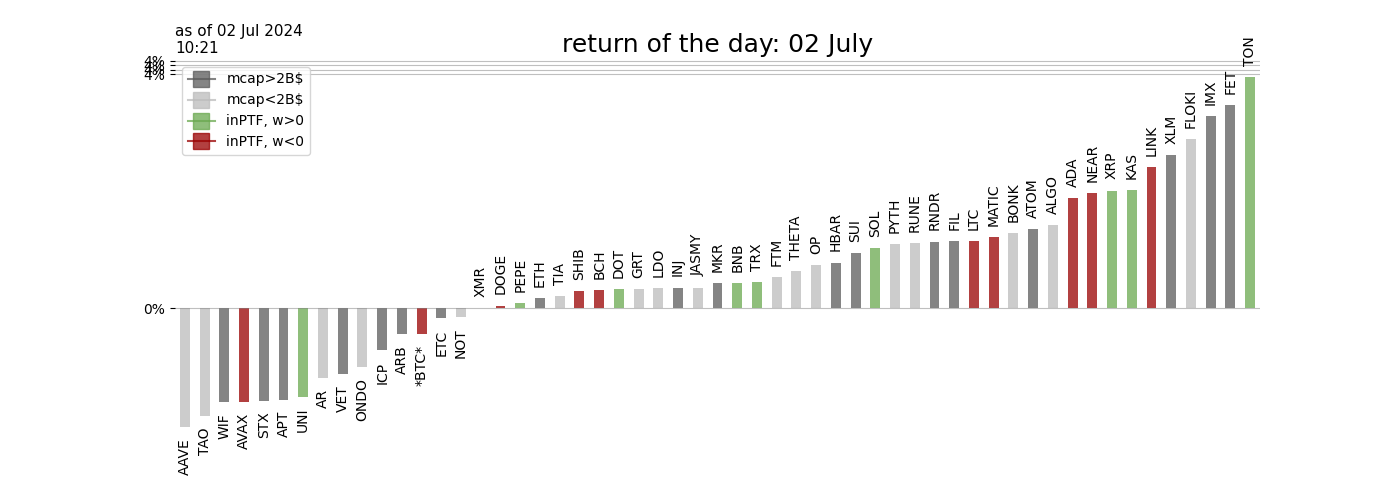 as of 02 Jul 2024
10:21
return of the day: 02 July
4%
4%
4%
4%
0%
mcap>2B$
mcap<2B$
inPTF, w>0
inPTF, w<0
AAVE
TAO
WIF
AVAX
STX
APT
UNI
AR
VET
ONDO
ICP
ARB
*BTC*
ETC
NOT
XMR
DOGE
PEPE
ETH
TIA
SHIB
BCH
DOT
GRT
LDO
INJ
JASMY
MKR
BNB
TRX
FTM
THETA
OP
HBAR
SUI
SOL
PYTH
RUNE
RNDR
FIL
LTC
MATIC
BONK
ATOM
ALGO
ADA
NEAR
XRP
KAS
LINK
XLM
FLOKI
IMX
FET
TON